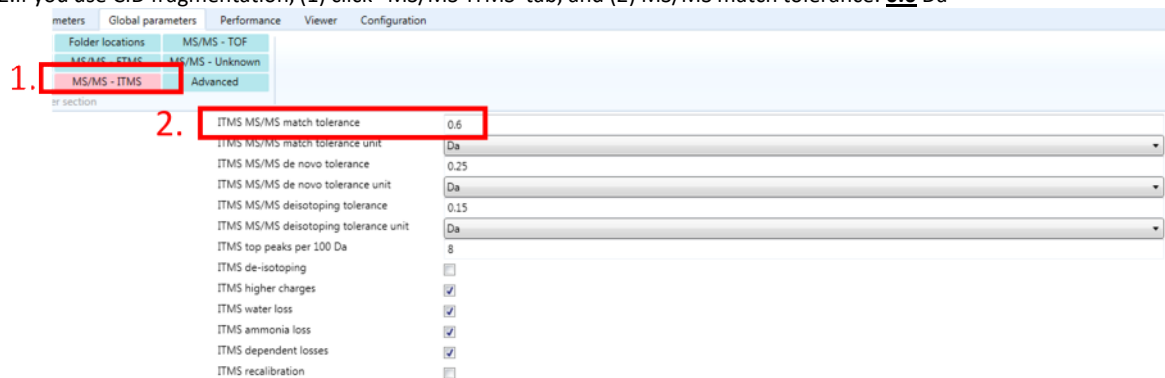 you use CID fragmentation, (1) click "MS/MS-ITMS" tab, and (2) MS/MS match tolerance: 0.6 Da
meters Global parameters Performance Viewer Configuration
Folder locations MS/MS - TOF
MS/MS - FTMS MS/MS - Unknown
1. MS/MS - ITMS Advanced
er section
2. ITMS MS/MS match tolerance 0.6
ITMS MS/MS match tolerance unit Da
ITMS MS/MS de novo tolerance 0.25
ITMS MS/MS de novo tolerance unit Da
ITMS MS/MS deisotoping tolerance 0.15
ITMS MS/MS deisotoping tolerance unit Da
ITMS top peaks per 100 Da 8
ITMS de-isotoping
ITMS higher charges
ITMS water loss
ITMS ammonia loss
ITMS dependent losses
ITMS recalibration